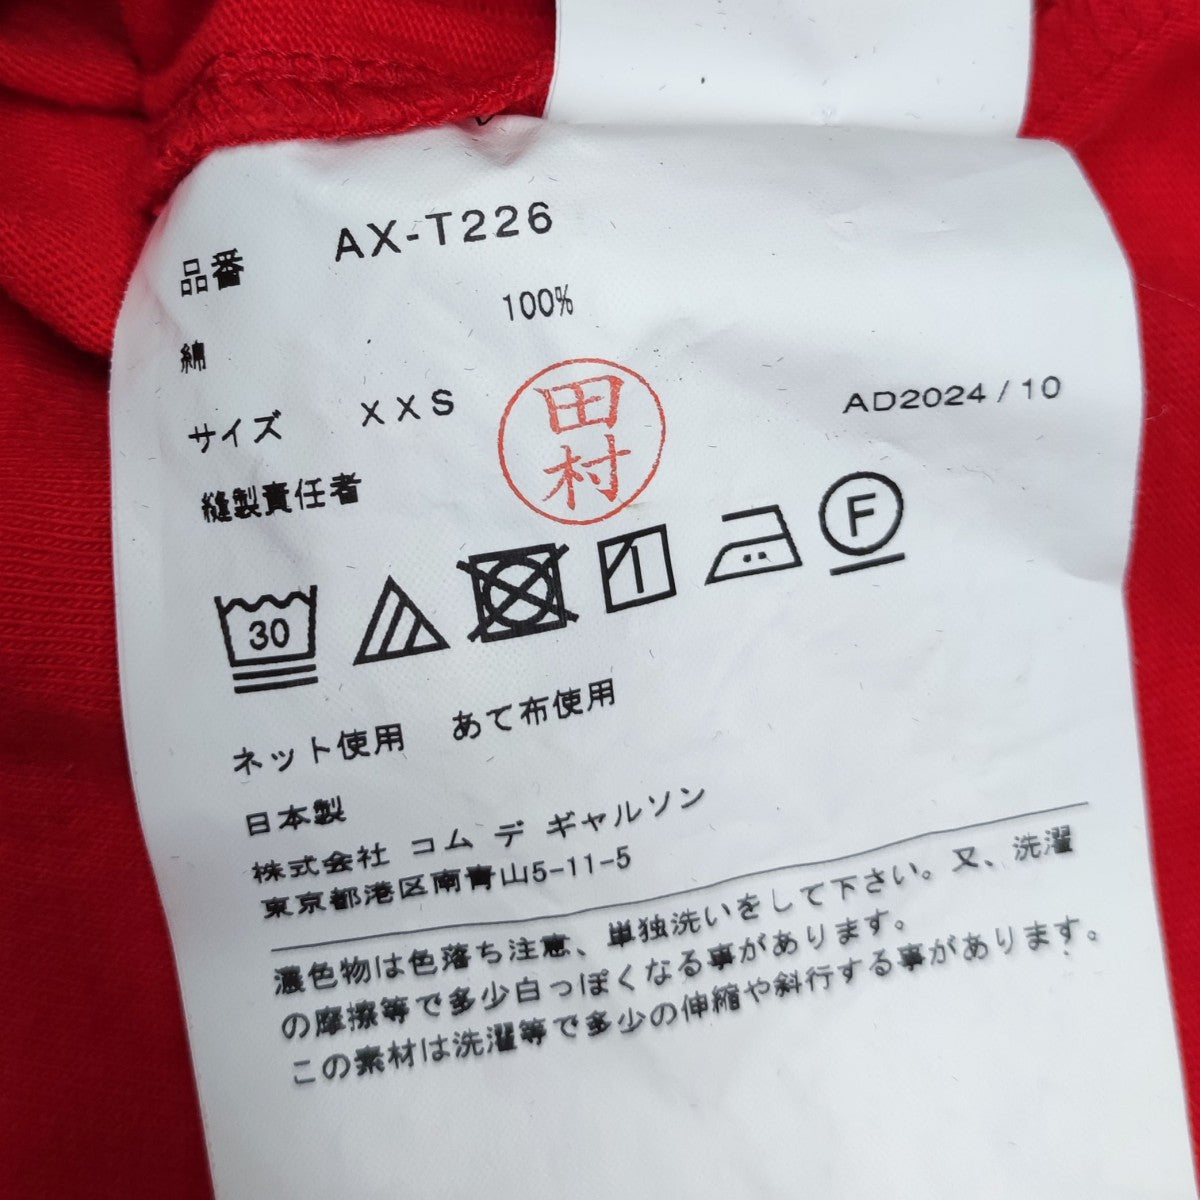 品番 AX-T226
綿 100%
サイズ XXS
AD2024/10
縫製責任者
田村
30
F
ネット使用 あて布使用
日本製
株式会社 コム デ ギャルソン
東京都港区南青山5-11-5
濃色物は色落ち注意、単独洗いをして下さい。又、洗濯
の摩擦等で多少白っぽくなる事があります。
この素材は洗濯等で多少の伸縮や斜行する事があります。